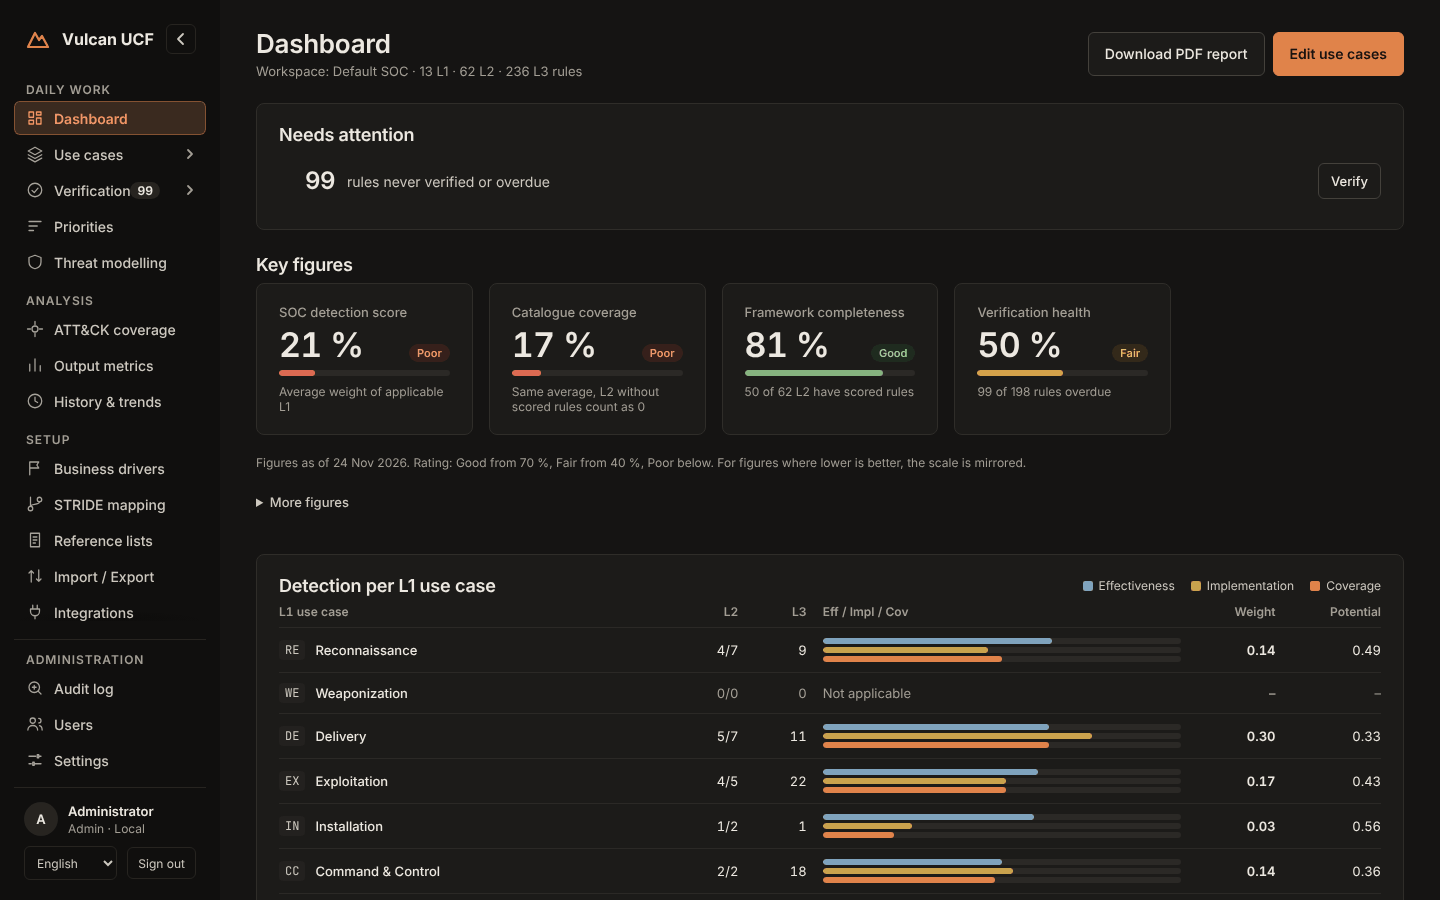 Vulcan UCF
DAILY WORK
Dashboard
Use cases
Verification 99
Priorities
Threat modelling
ANALYSIS
ATT&CK coverage
Output metrics
History & trends
SETUP
Business drivers
STRIDE mapping
Reference lists
Import / Export
Integrations
ADMINISTRATION
Audit log
Users
Settings
A
Administrator
Admin · Local
English
Sign out
Dashboard
Workspace: Default SOC · 13 L1 · 62 L2 · 236 L3 rules
Download PDF report
Edit use cases
Needs attention
99 rules never verified or overdue
Verify
Key figures
SOC detection score
21 %
Poor
Average weight of applicable
L1
Catalogue coverage
17 %
Poor
Same average, L2 without
scored rules count as 0
Framework completeness
81 %
Good
50 of 62 L2 have scored rules
Verification health
50 %
Fair
99 of 198 rules overdue
Figures as of 24 Nov 2026. Rating: Good from 70 %, Fair from 40 %, Poor below. For figures where lower is better, the scale is mirrored.
More figures
Detection per L1 use case
Effectiveness Implementation Coverage
L1 use case L2 L3 Eff / Impl / Cov Weight Potential
RE Reconnaissance 4/7 9 0.14 0.49
WE Weaponization 0/0 0 Not applicable – –
DE Delivery 5/7 11 0.30 0.33
EX Exploitation 4/5 22 0.17 0.43
IN Installation 1/2 1 0.03 0.56
CC Command & Control 2/2 18 0.14 0.36